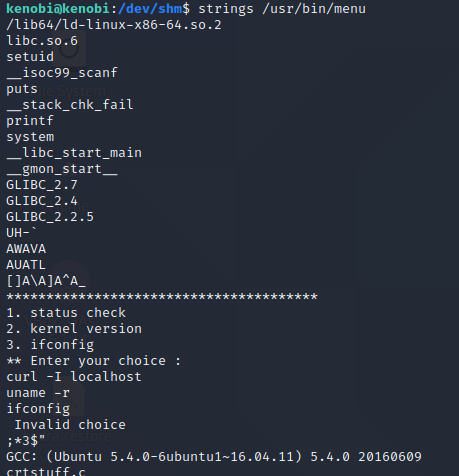 kenobi@kenobi:/dev/shm$ strings /usr/bin/menu
/lib64/ld-linux-x86-64.so.2
libc.so.6
setuid
__isoc99_scanf
puts
__stack_chk_fail
printf
system
__libc_start_main
__gmon_start__
GLIBC_2.7
GLIBC_2.4
GLIBC_2.2.5
UH-`
AWAVA
AUATL
[]A\A]A^A_
***************************************
1. status check
2. kernel version
3. ifconfig
** Enter your choice :
curl -I localhost
uname -r
ifconfig
 Invalid choice
;*3$"
GCC: (Ubuntu 5.4.0-6ubuntu1~16.04.11) 5.4.0 20160609
crtstuff.c